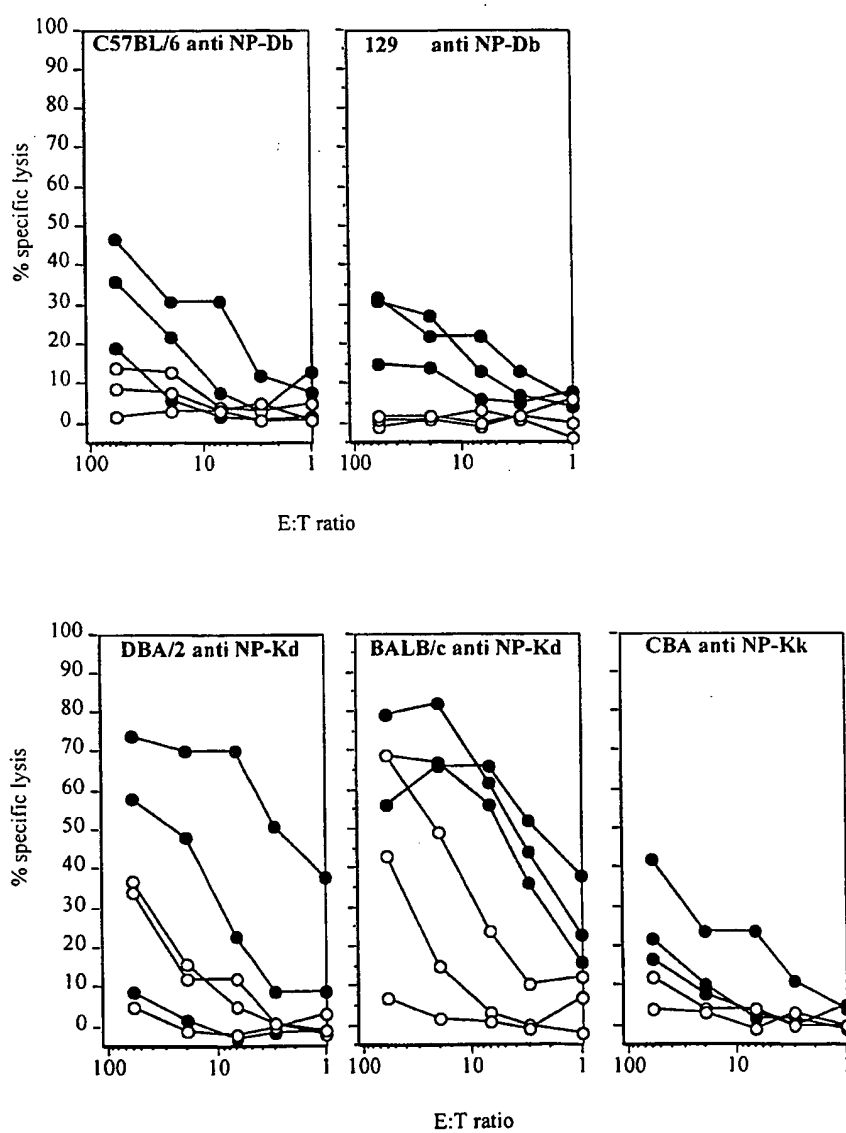 C57BL/6 anti NP-Db
129 anti NP-Db
% specific lysis
100
90
80
70
60
50
40
30
20
10
0
100 10 1
100 10 1
E:T ratio
DBA/2 anti NP-Kd
BALB/c anti NP-Kd
CBA anti NP-Kk
% specific lysis
100
90
80
70
60
50
40
30
20
10
0
100 10 1
100 10 1
100 10 1
E:T ratio